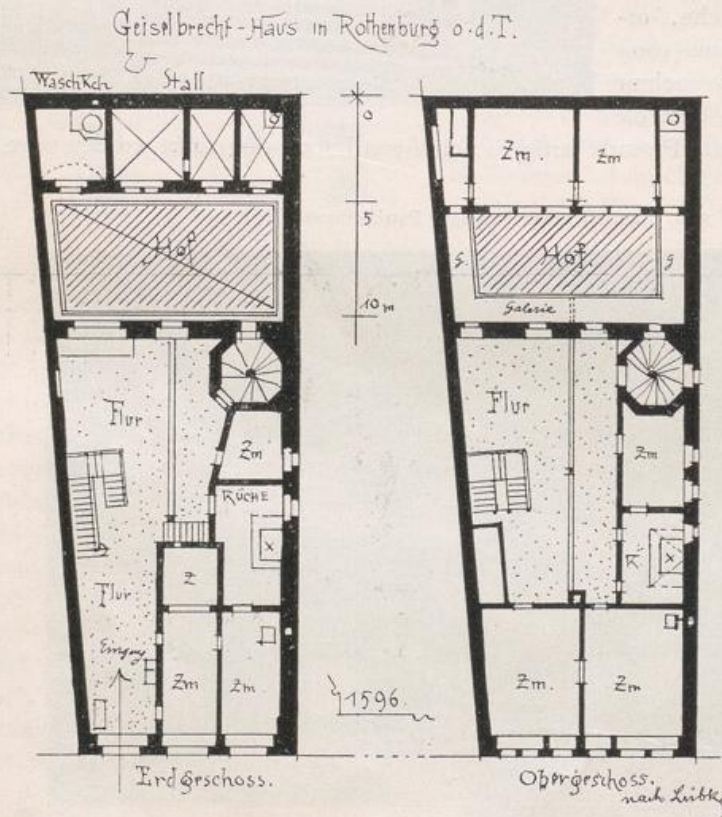 Geiselbrecht-Haus in Rothenburg o.d.T.
Waschkch
Stall
0
5
10 m
Hof
Flur
Zm
KÜCHE
Z
Flur
Eingang
Zm
Zm
Erdgeschoss.
1596.
Zm.
Zm
G.
Hof.
G
Galerie
Flur
Zm
K
Zm.
Zm
Obergeschoss.
nach Lübke